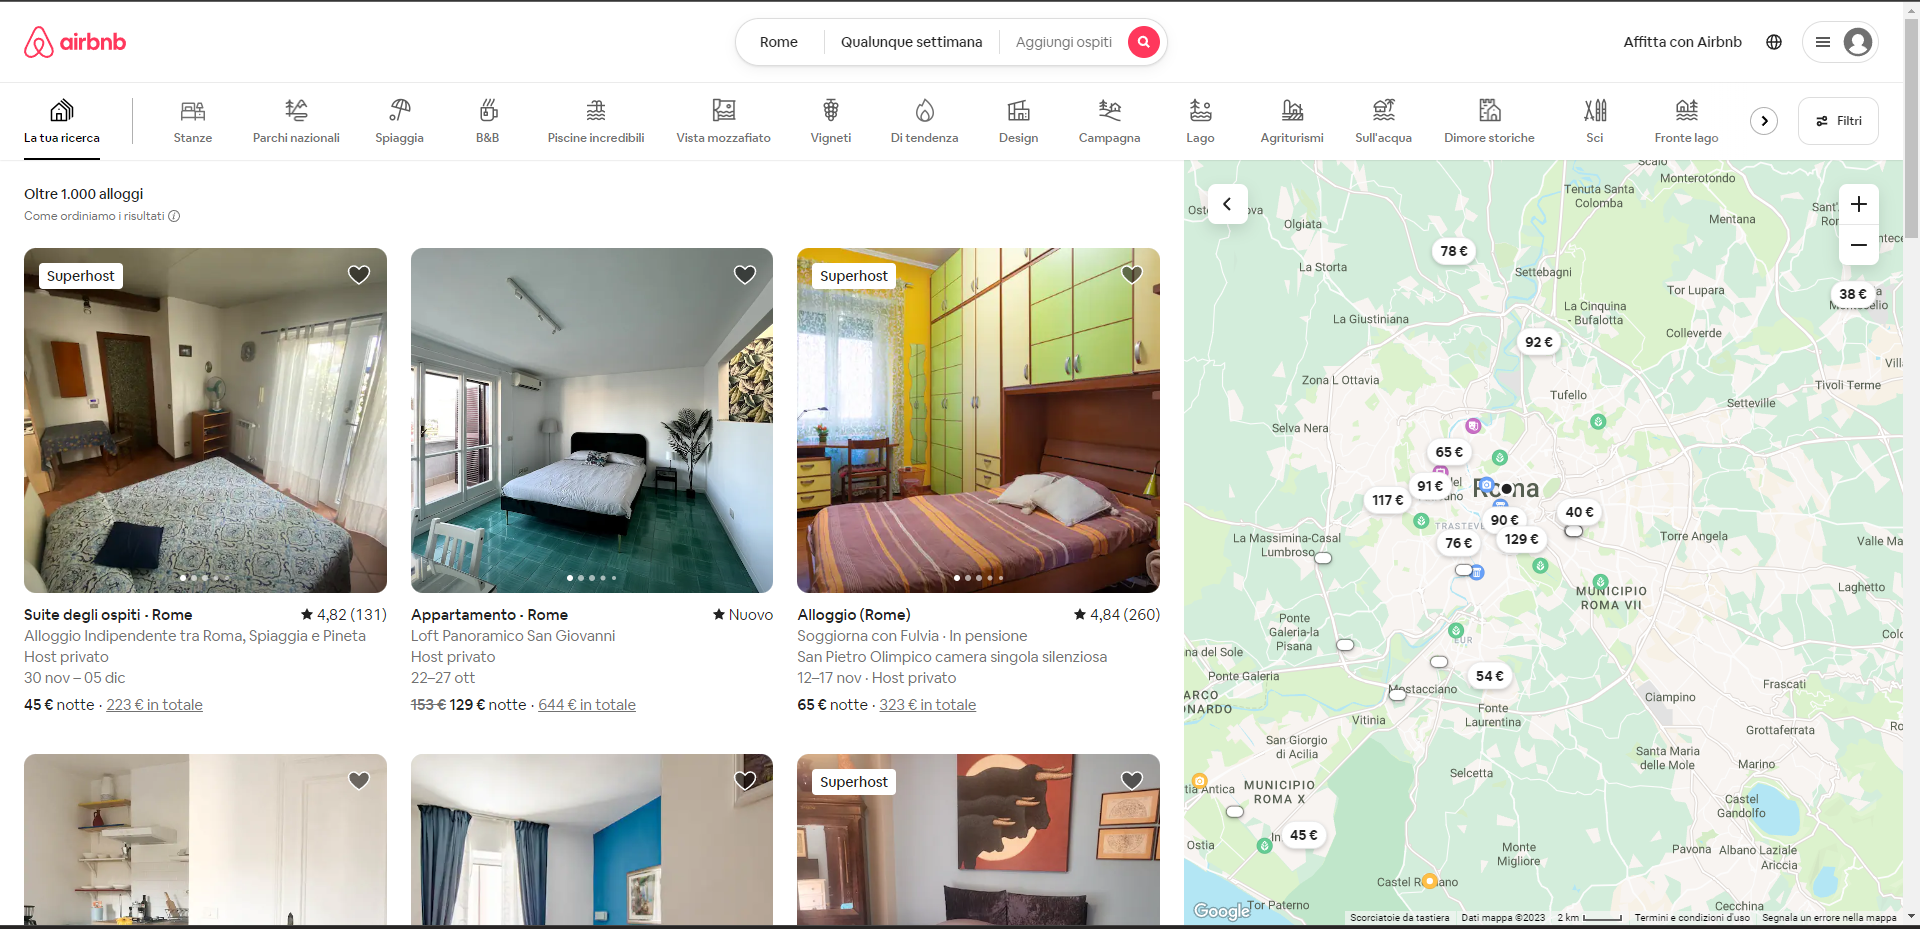 airbnb
Rome
Qualunque settimana
Aggiungi ospiti
Affitta con Airbnb
La tua ricerca
Stanze
Parchi nazionali
Spiaggia
B&B
Piscine incredibili
Vista mozzafiato
Vigneti
Di tendenza
Design
Campagna
Lago
Agriturismi
Sull'acqua
Dimore storiche
Sci
Fronte lago
Filtri
Oltre 1.000 alloggi
Come ordiniamo i risultati
Superhost
Superhost
Suite degli ospiti · Rome
4,82 (131)
Alloggio Indipendente tra Roma, Spiaggia e Pineta
Host privato
30 nov – 05 dic
45 € notte · 223 € in totale
Appartamento · Rome
Nuovo
Loft Panoramico San Giovanni
Host privato
22–27 ott
153 € 129 € notte · 644 € in totale
Alloggio (Rome)
4,84 (260)
Soggiorna con Fulvia · In pensione
San Pietro Olimpico camera singola silenziosa
12–17 nov · Host privato
65 € notte · 323 € in totale
Superhost
Scalo
Monterotondo
Tenuta Santa
Colomba
Mentana
Olgiata
78 €
La Storta
Settebagni
Tor Lupara
38 €
La Cinquina
- Bufalotta
La Giustiniana
Colleverde
92 €
Zona L Ottavia
Tufello
Tivoli Terme
Setteville
Selva Nera
65 €
91 €
117 €
Roma
40 €
90 €
129 €
76 €
La Massimina-Casal
Lumbroso
Torre Angela
Valle Ma
Laghetto
MUNICIPIO
ROMA VII
Ponte
Galeria-la
Pisana
EUR
na del Sole
Ponte Galeria
ARCO
ONARDO
Mostacciano
54 €
Frascati
Ciampino
Vitinia
Fonte
Laurentina
Grottaferrata
San Giorgio
di Acilia
Santa Maria
delle Mole
Marino
Selcetta
tia Antica
MUNICIPIO
ROMA X
Castel
Gandolfo
In
45 €
Ostia
Monte
Migliore
Pavona
Albano Laziale
Ariccia
Castel Romano
Tor Paterno
Cecchina
Google
Scorciatoie da tastiera
Dati mappa ©2023
2 km
Termini e condizioni d'uso
Segnala un errore nella mappa